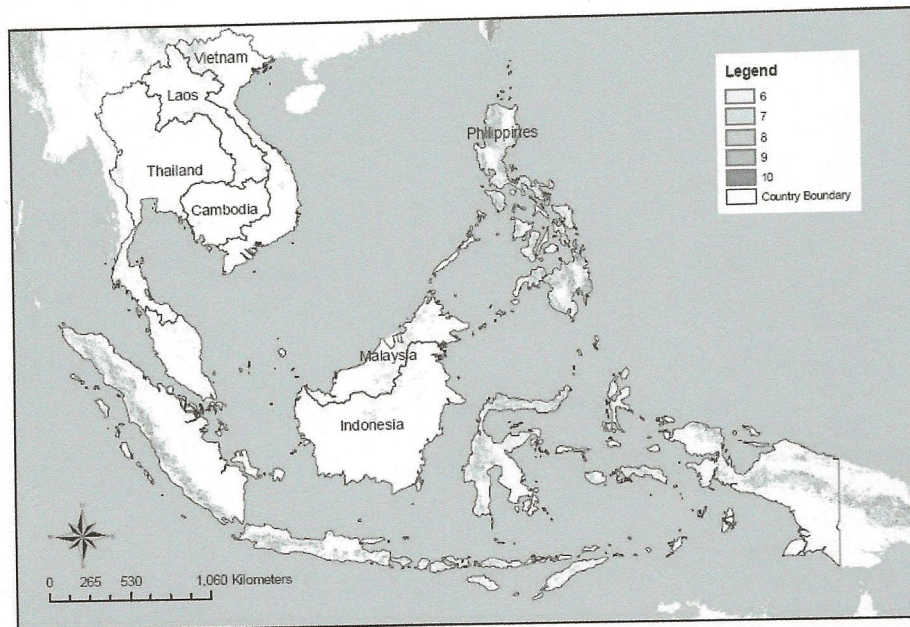 Vietnam
Laos
Thailand
Cambodia
Philippines
Malaysia
Indonesia
Legend
6
7
8
9
10
Country Boundary
0 265 530 1,060 Kilometers